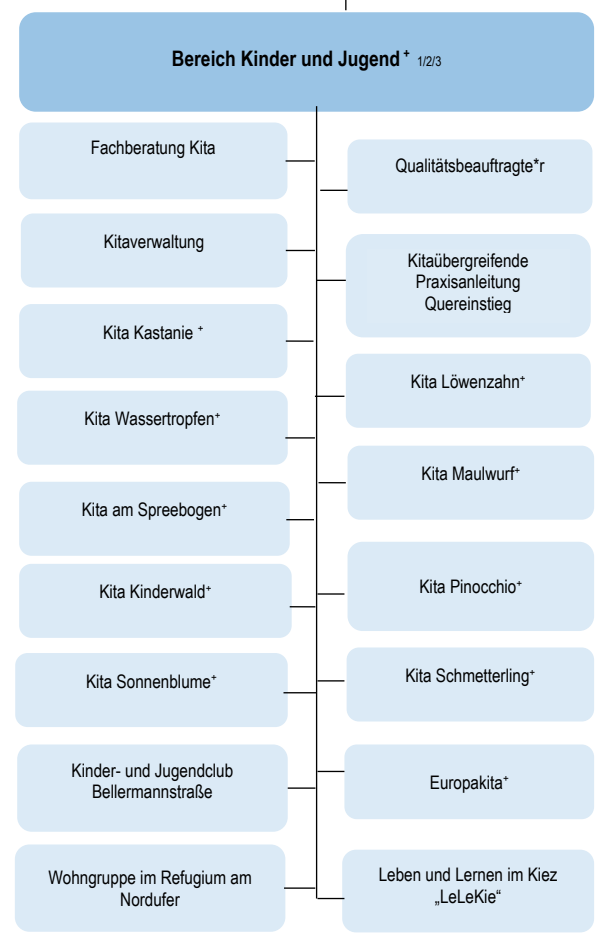 Bereich Kinder und Jugend⁺ 1/2/3
Fachberatung Kita
Qualitätsbeauftragte*r
Kitaverwaltung
Kitaübergreifende
Praxisanleitung
Quereinstieg
Kita Kastanie ⁺
Kita Löwenzahn⁺
Kita Wassertropfen⁺
Kita Maulwurf⁺
Kita am Spreebogen⁺
Kita Kinderwald⁺
Kita Pinocchio⁺
Kita Sonnenblume⁺
Kita Schmetterling⁺
Kinder- und Jugendclub
Bellermannstraße
Europakita⁺
Wohngruppe im Refugium am
Nordufer
Leben und Lernen im Kiez
„LeLeKie“